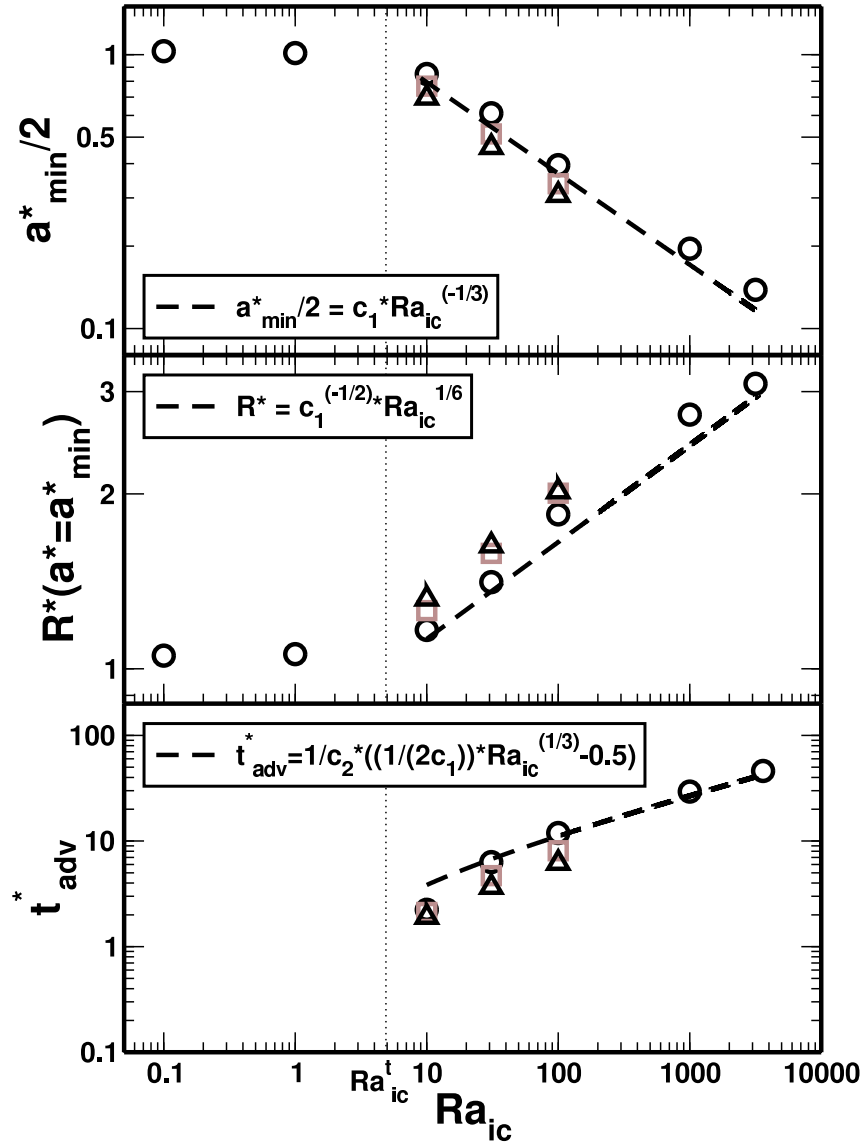 1
0.5
0.1
a*min/2
a*min/2 = c1*Raic(-1/3)
3
2
1
R*(a*=a*min)
R* = c1(-1/2)*Raic1/6
100
10
1
0.1
t*adv
t*adv=1/c2*((1/(2c1))*Raic(1/3)-0.5)
0.1 1 Raict 10 100 1000 10000
Raic